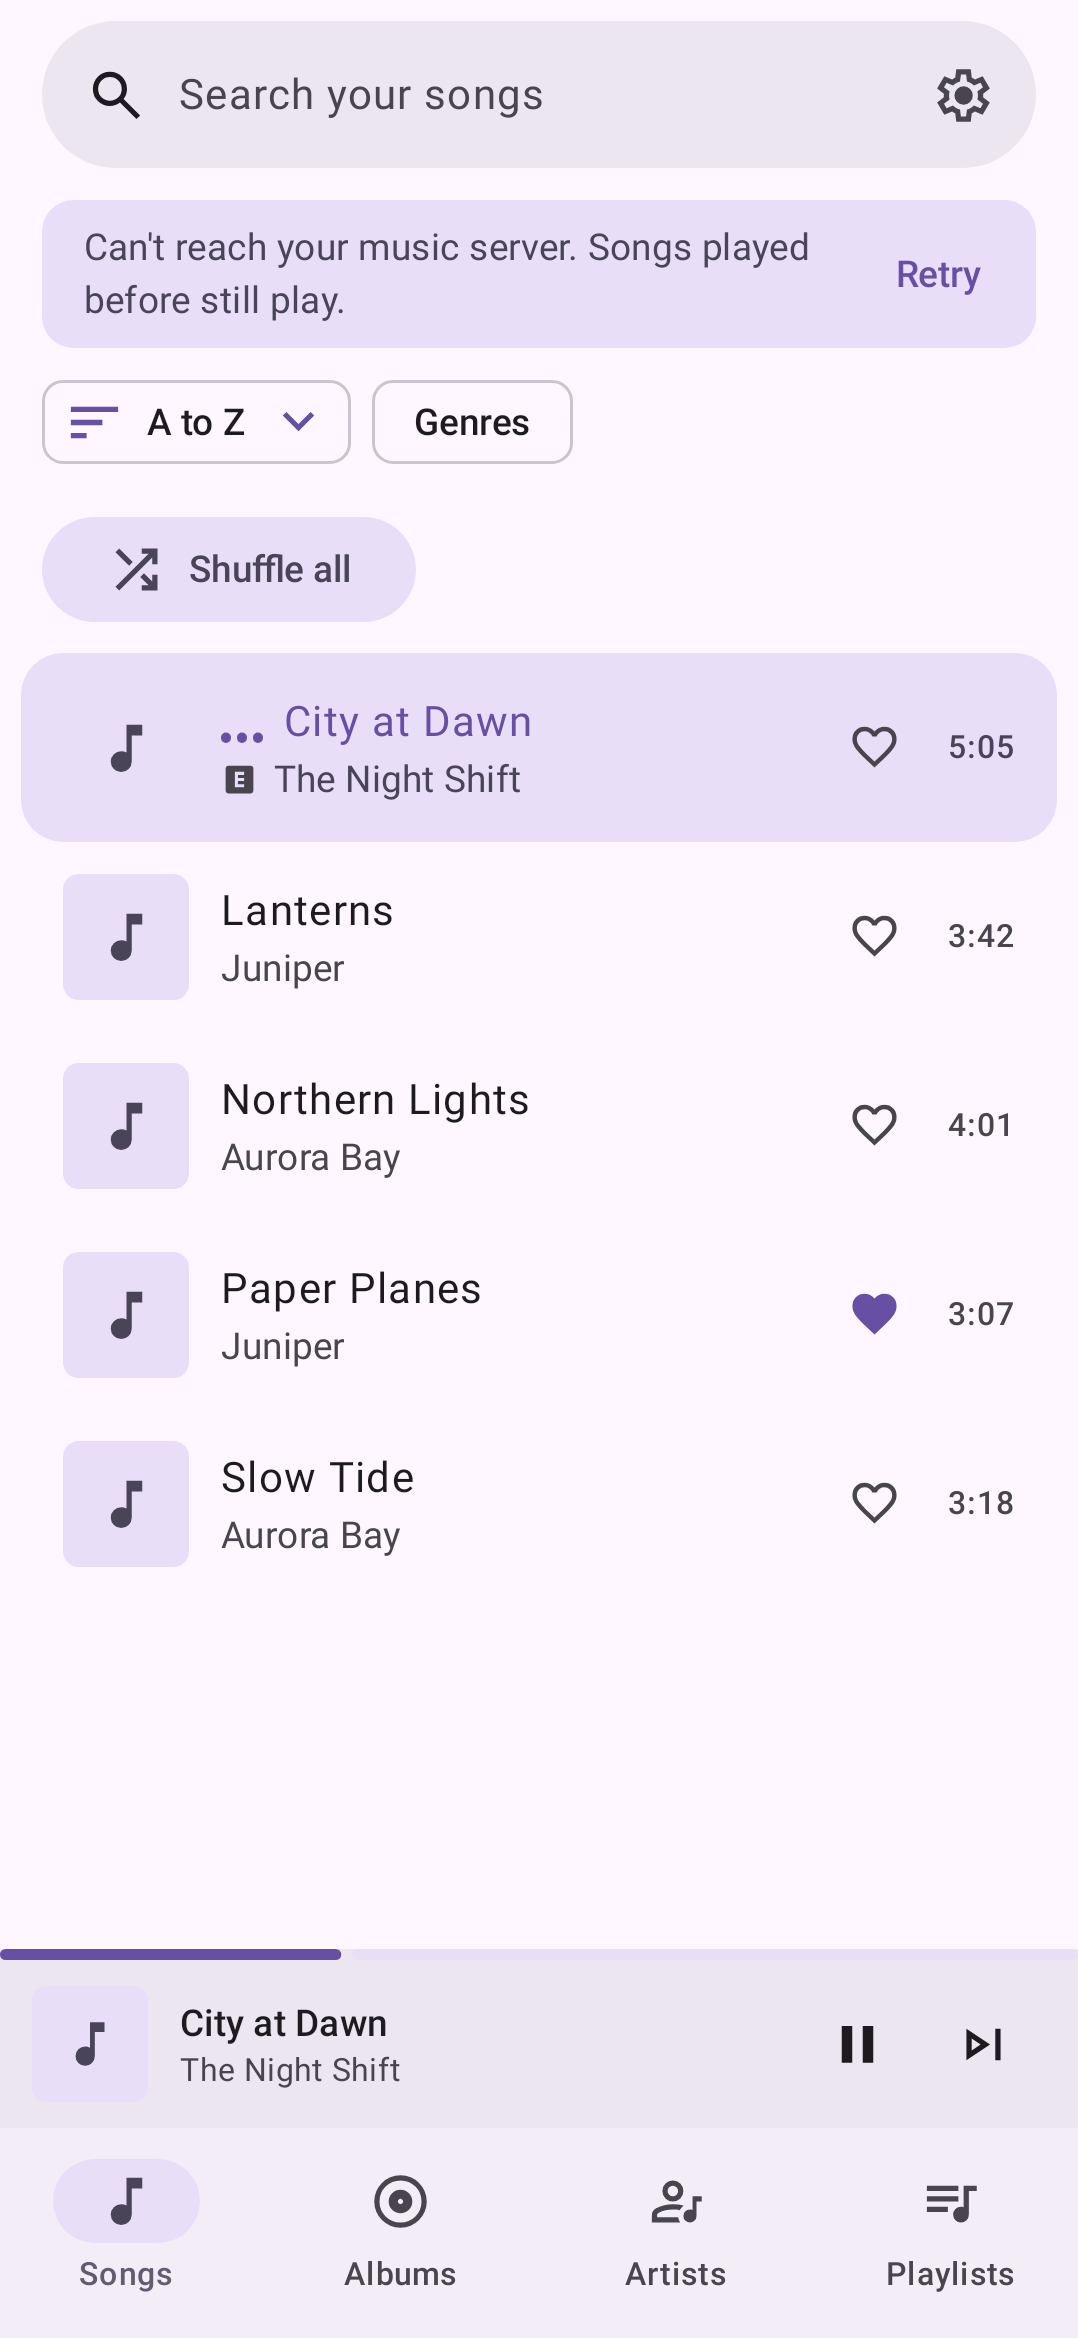 Search your songs
Can't reach your music server. Songs played
before still play.
Retry
A to Z
Genres
Shuffle all
City at Dawn
E The Night Shift
5:05
Lanterns
Juniper
3:42
Northern Lights
Aurora Bay
4:01
Paper Planes
Juniper
3:07
Slow Tide
Aurora Bay
3:18
City at Dawn
The Night Shift
Songs
Albums
Artists
Playlists